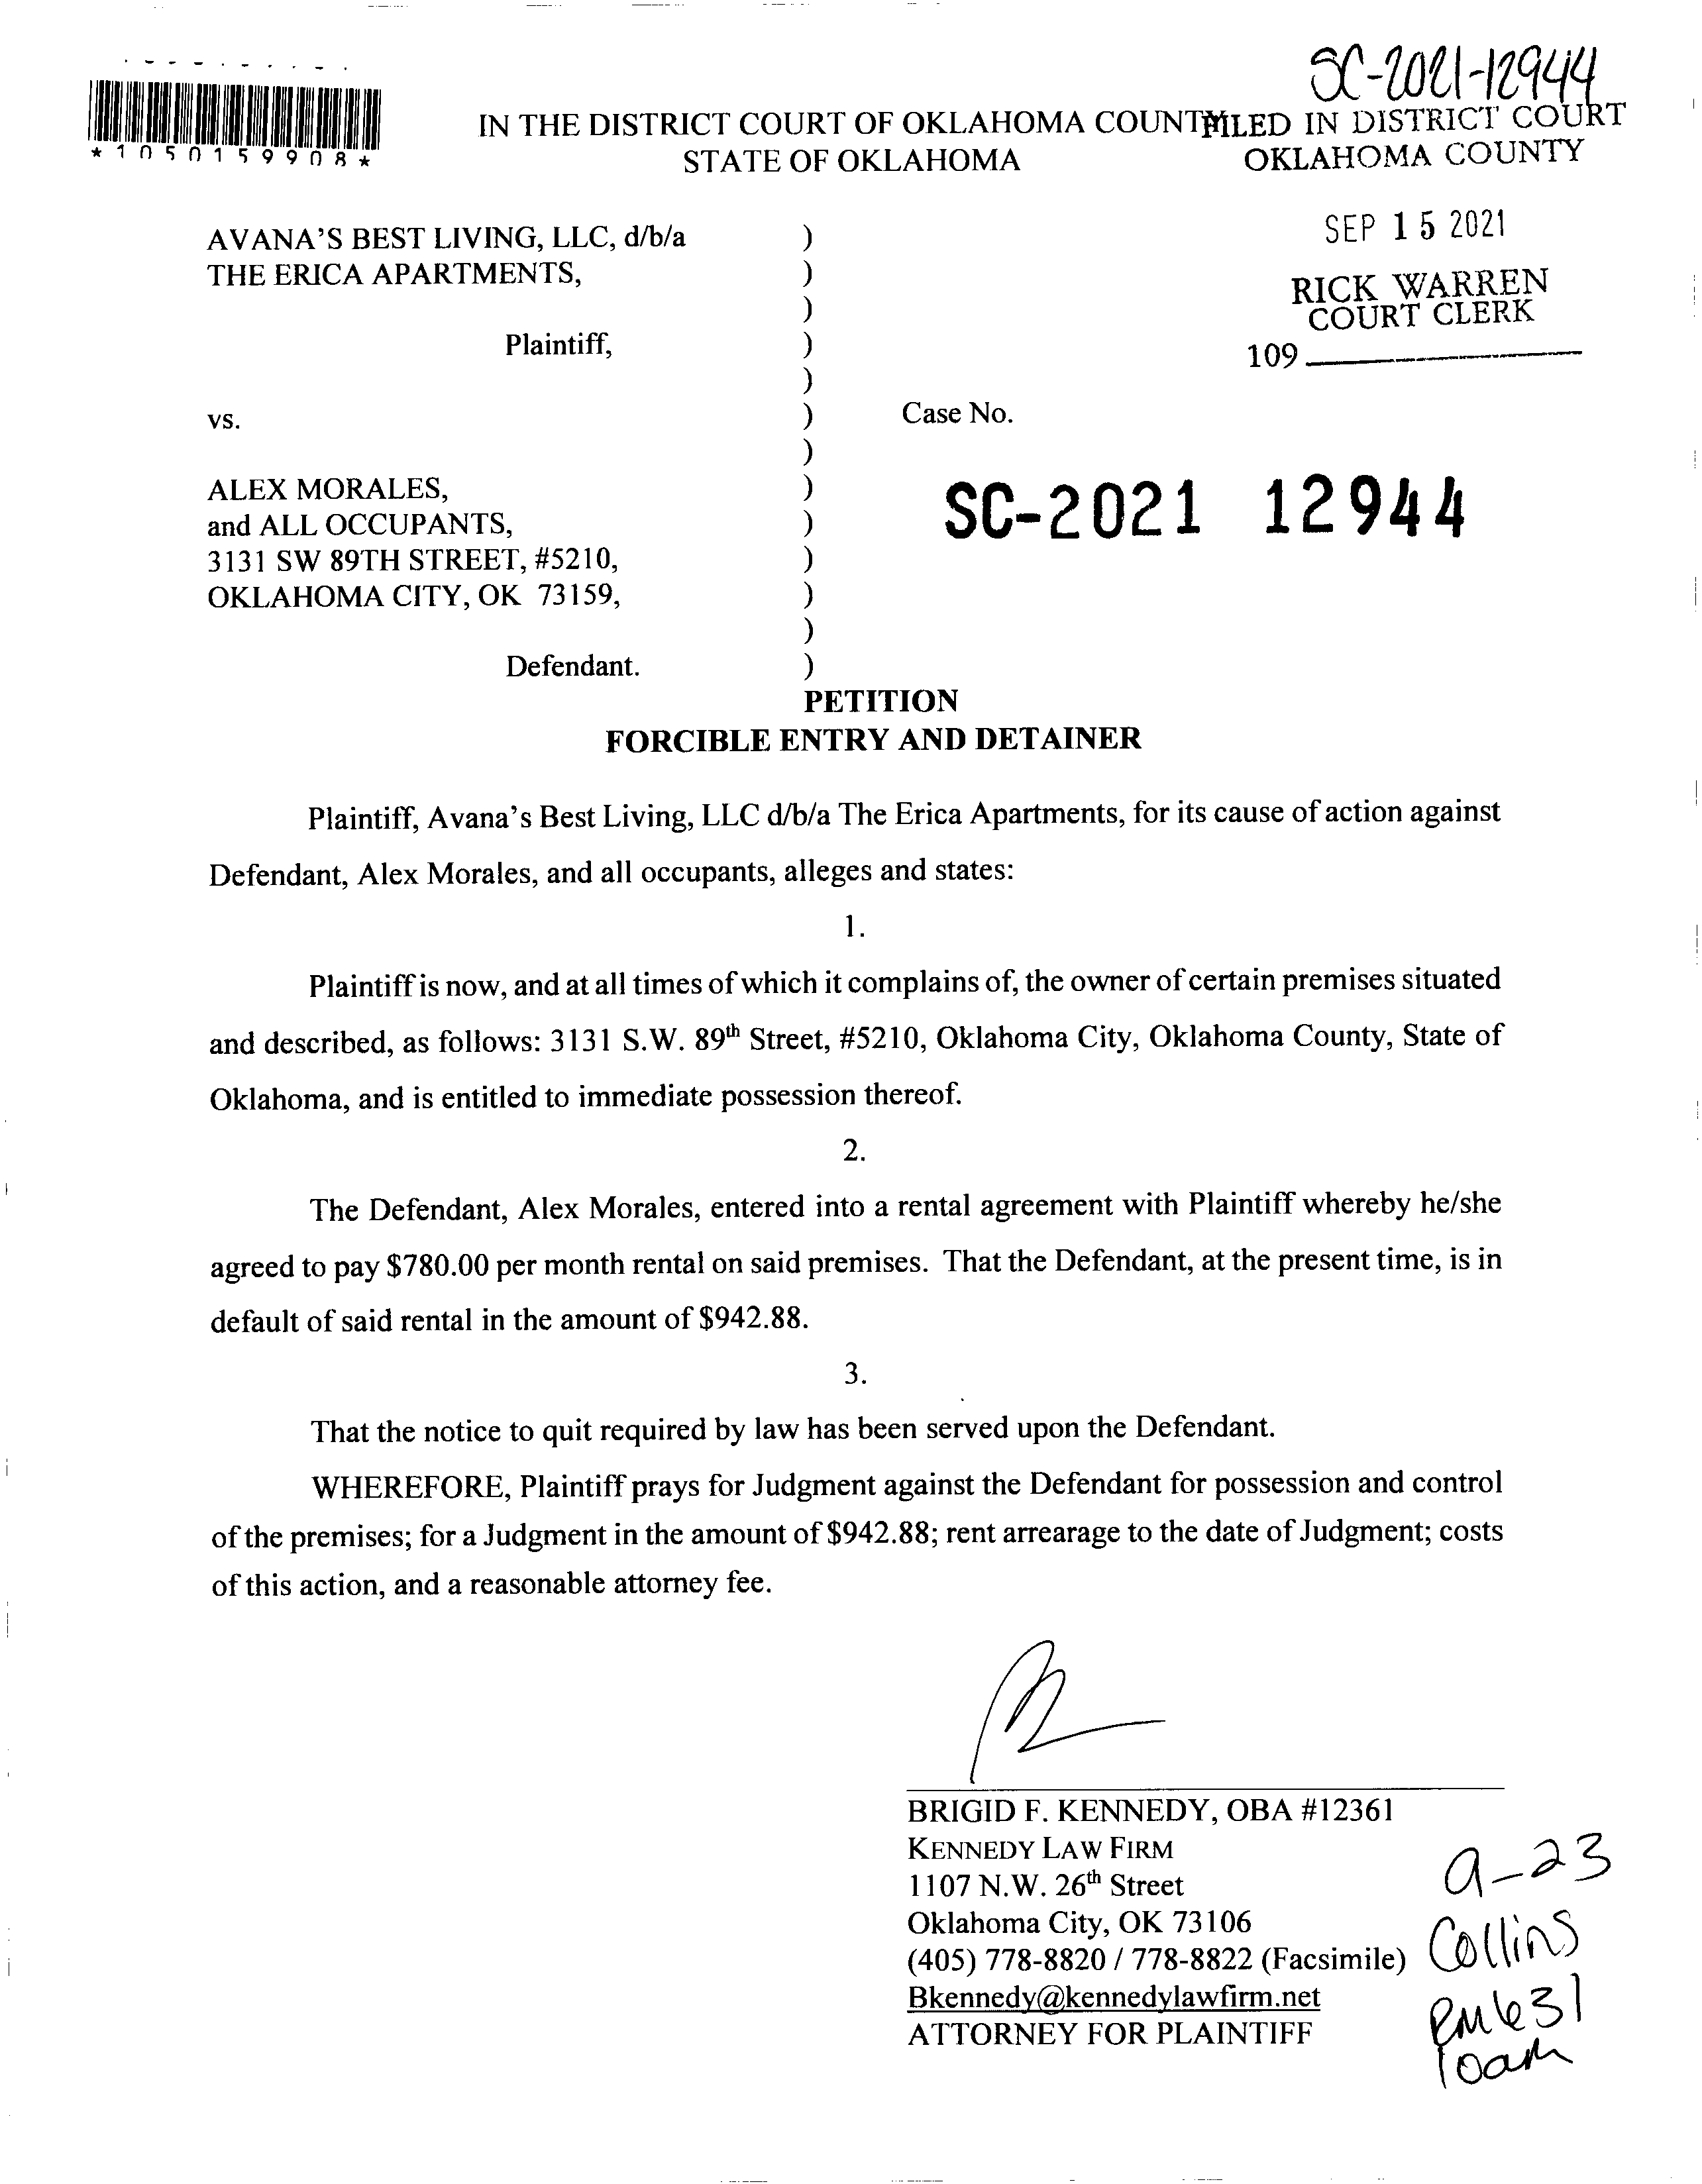 SC-2021-12944
*1050159908*
IN THE DISTRICT COURT OF OKLAHOMA COUNTY
STATE OF OKLAHOMA
FILED IN DISTRICT COURT
OKLAHOMA COUNTY
SEP 15 2021
RICK WARREN
COURT CLERK
109
AVANA'S BEST LIVING, LLC, d/b/a )
THE ERICA APARTMENTS, )
)
Plaintiff, )
)
vs. ) Case No.
)
ALEX MORALES, ) SC-2021 12944
and ALL OCCUPANTS, )
3131 SW 89TH STREET, #5210, )
OKLAHOMA CITY, OK 73159, )
)
Defendant. )
PETITION
FORCIBLE ENTRY AND DETAINER
Plaintiff, Avana's Best Living, LLC d/b/a The Erica Apartments, for its cause of action against
Defendant, Alex Morales, and all occupants, alleges and states:
1.
Plaintiff is now, and at all times of which it complains of, the owner of certain premises situated
and described, as follows: 3131 S.W. 89th Street, #5210, Oklahoma City, Oklahoma County, State of
Oklahoma, and is entitled to immediate possession thereof.
2.
The Defendant, Alex Morales, entered into a rental agreement with Plaintiff whereby he/she
agreed to pay $780.00 per month rental on said premises. That the Defendant, at the present time, is in
default of said rental in the amount of $942.88.
3.
That the notice to quit required by law has been served upon the Defendant.
WHEREFORE, Plaintiff prays for Judgment against the Defendant for possession and control
of the premises; for a Judgment in the amount of $942.88; rent arrearage to the date of Judgment; costs
of this action, and a reasonable attorney fee.
BRIGID F. KENNEDY, OBA #12361
KENNEDY LAW FIRM
1107 N.W. 26th Street
Oklahoma City, OK 73106
(405) 778-8820 / 778-8822 (Facsimile)
Bkennedy@kennedylawfirm.net
ATTORNEY FOR PLAINTIFF
9-23
Collins
Rm 631
10am